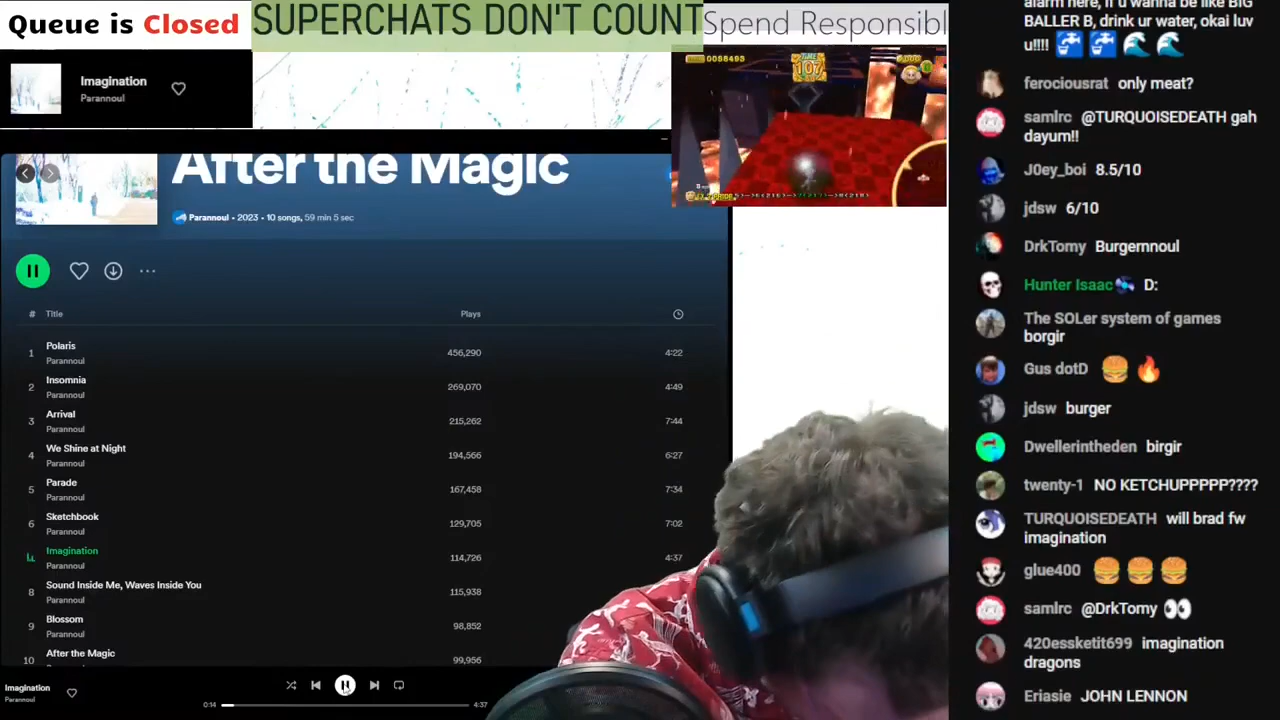 Queue is Closed
SUPERCHATS DON'T COUNT
Spend Responsibl
Imagination
Parannoul
0058493
TIME
107
After the Magic
Parannoul • 2023 • 10 songs, 59 min 5 sec
# Title Plays
1 Polaris 456,290 4:22
Parannoul
2 Insomnia 269,070 4:49
Parannoul
3 Arrival 215,262 7:44
Parannoul
4 We Shine at Night 194,566 6:27
Parannoul
5 Parade 167,458 7:34
Parannoul
6 Sketchbook 129,705 7:02
Parannoul
Imagination 114,726 4:37
Parannoul
8 Sound Inside Me, Waves Inside You 115,938
Parannoul
9 Blossom 98,852
Parannoul
10 After the Magic 99,956
Imagination
Parannoul
0:14 4:37
alarm here, if u wanna be like BIG
BALLER B, drink ur water, okai luv
u!!!! 🚰 🚰 🌊 🌊
ferociousrat only meat?
samlrc @TURQUOISEDEATH gah
dayum!!
J0ey_boi 8.5/10
jdsw 6/10
DrkTomy Burgernnoul
Hunter Isaac D:
The SOLer system of games
borgir
Gus dotD 🍔 🔥
jdsw burger
Dwellerintheden birgir
twenty-1 NO KETCHUPPPPP????
TURQUOISEDEATH will brad fw
imagination
glue400 🍔 🍔 🍔
samlrc @DrkTomy 👀
420essketit699 imagination
dragons
Eriasie JOHN LENNON